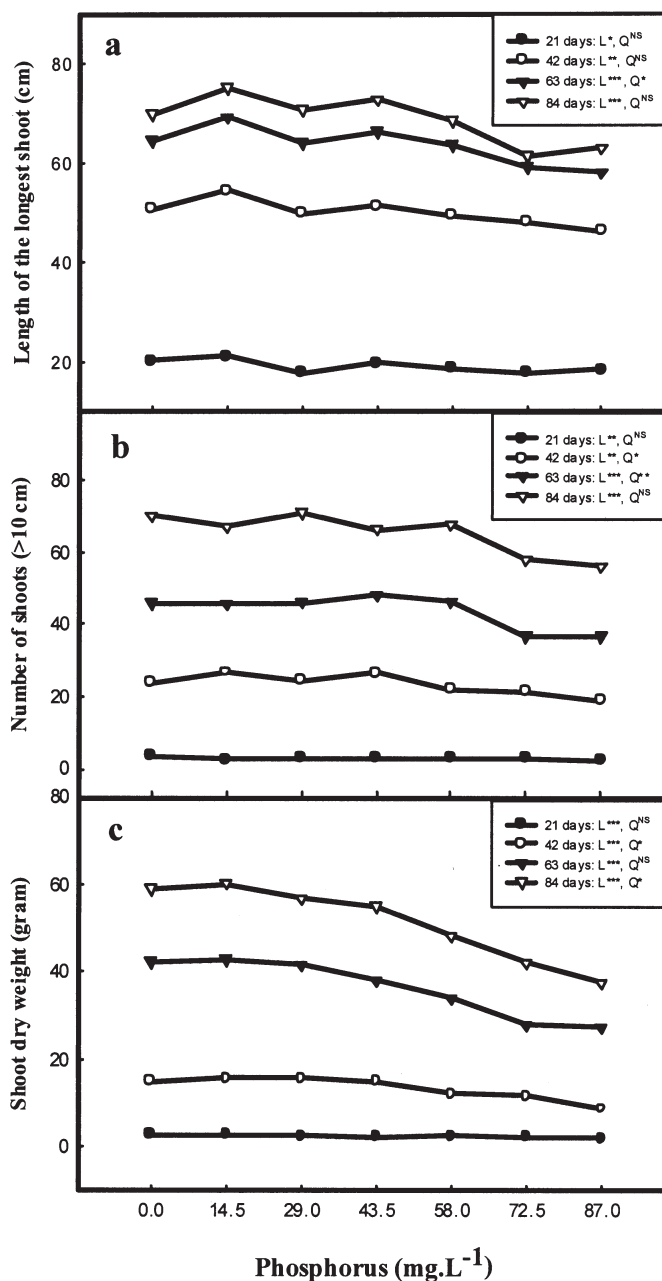 a
21 days: L*, Q^NS
42 days: L**, Q^NS
63 days: L***, Q*
84 days: L***, Q^NS
Length of the longest shoot (cm)
80
60
40
20
b
21 days: L**, Q^NS
42 days: L**, Q*
63 days: L***, Q**
84 days: L***, Q^NS
Number of shoots (>10 cm)
80
60
40
20
0
c
21 days: L***, Q^NS
42 days: L***, Q*
63 days: L***, Q^NS
84 days: L***, Q*
Shoot dry weight (gram)
80
60
40
20
0
0.0 14.5 29.0 43.5 58.0 72.5 87.0
Phosphorus (mg.L^-1)